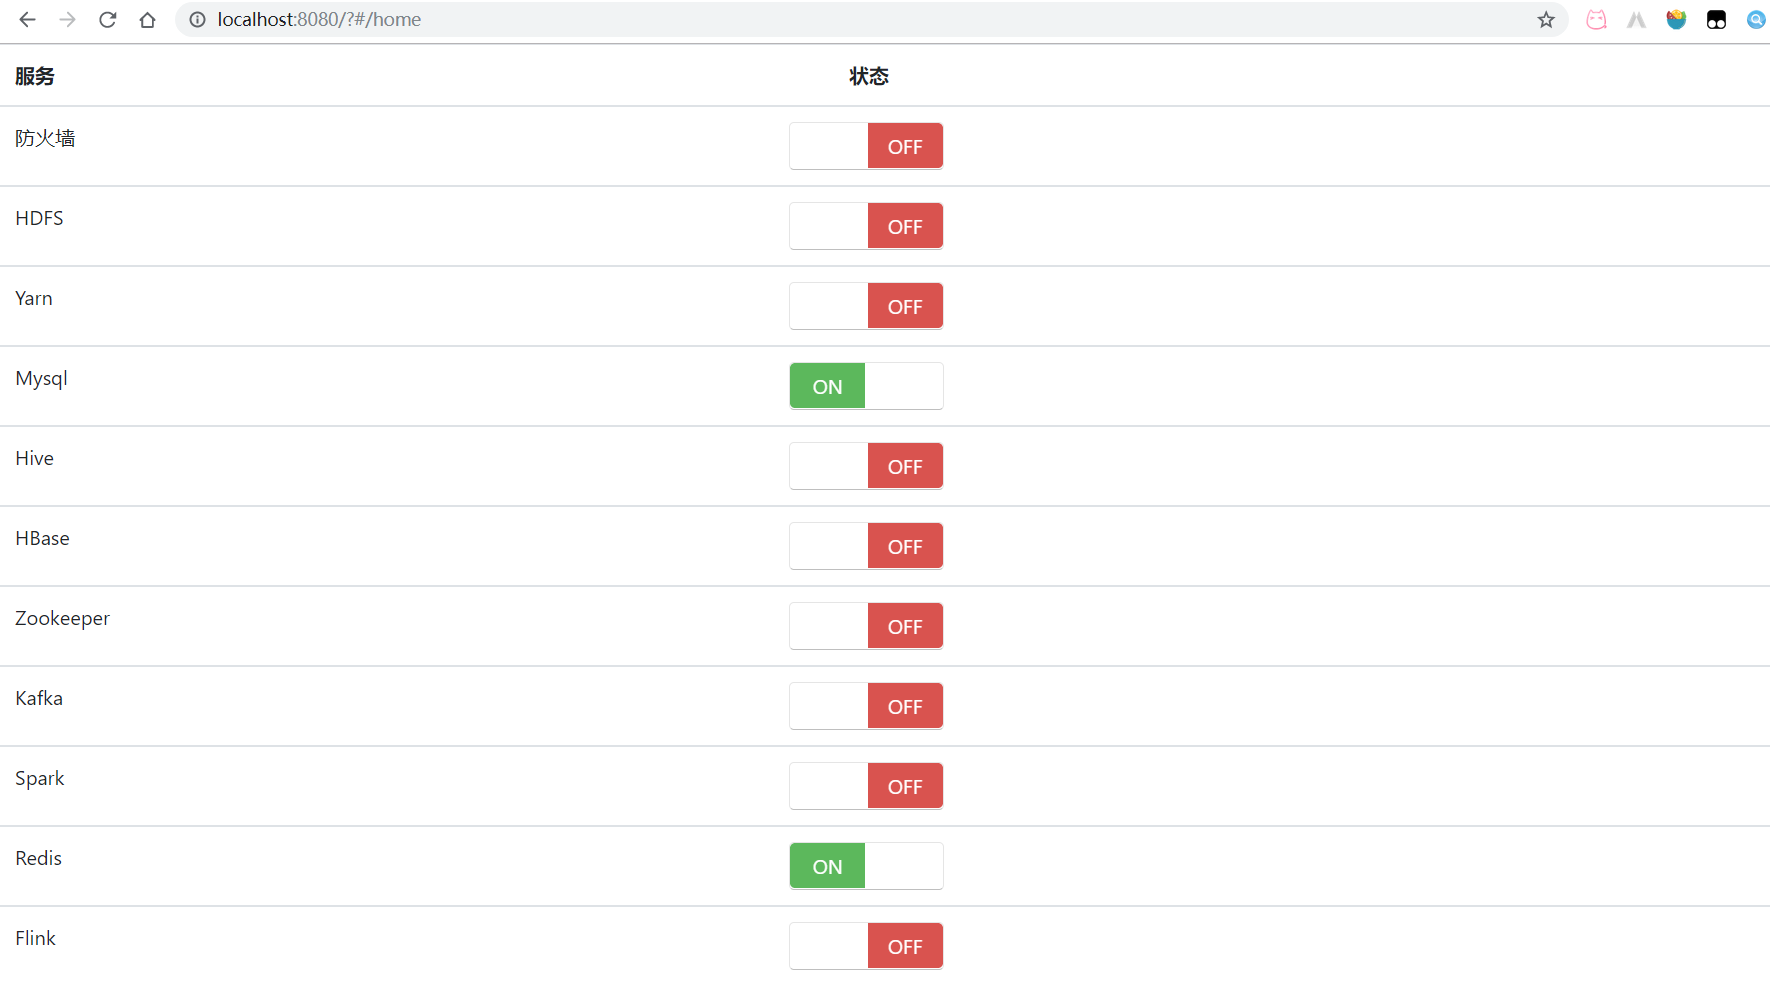 localhost:8080/?#/home
服务 状态
防火墙 OFF
HDFS OFF
Yarn OFF
Mysql ON
Hive OFF
HBase OFF
Zookeeper OFF
Kafka OFF
Spark OFF
Redis ON
Flink OFF